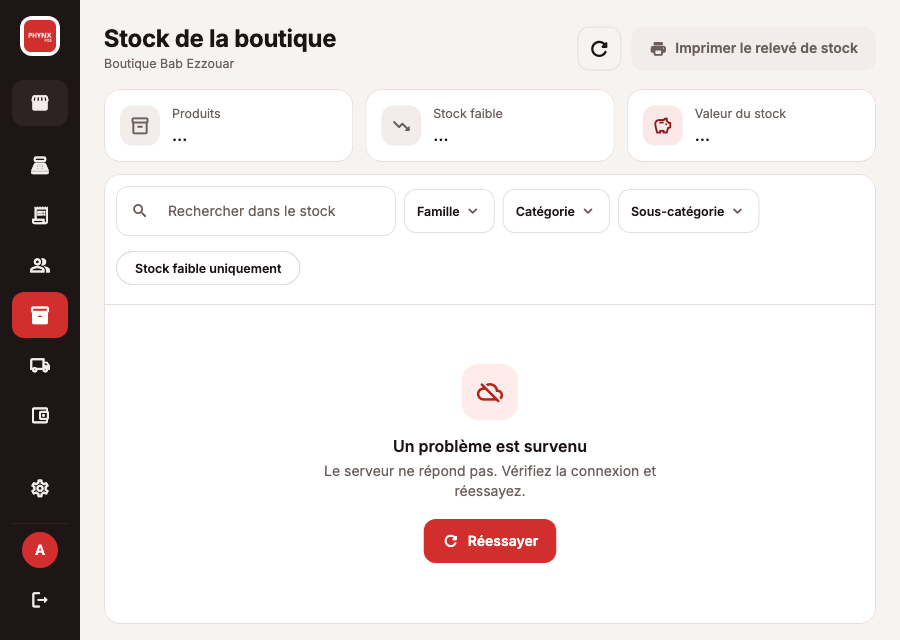 PHYNX
POS
Stock de la boutique
Boutique Bab Ezzouar
Imprimer le relevé de stock
Produits
...
Stock faible
...
Valeur du stock
...
Rechercher dans le stock
Famille
Catégorie
Sous-catégorie
Stock faible uniquement
Un problème est survenu
Le serveur ne répond pas. Vérifiez la connexion et
réessayez.
Réessayer
A